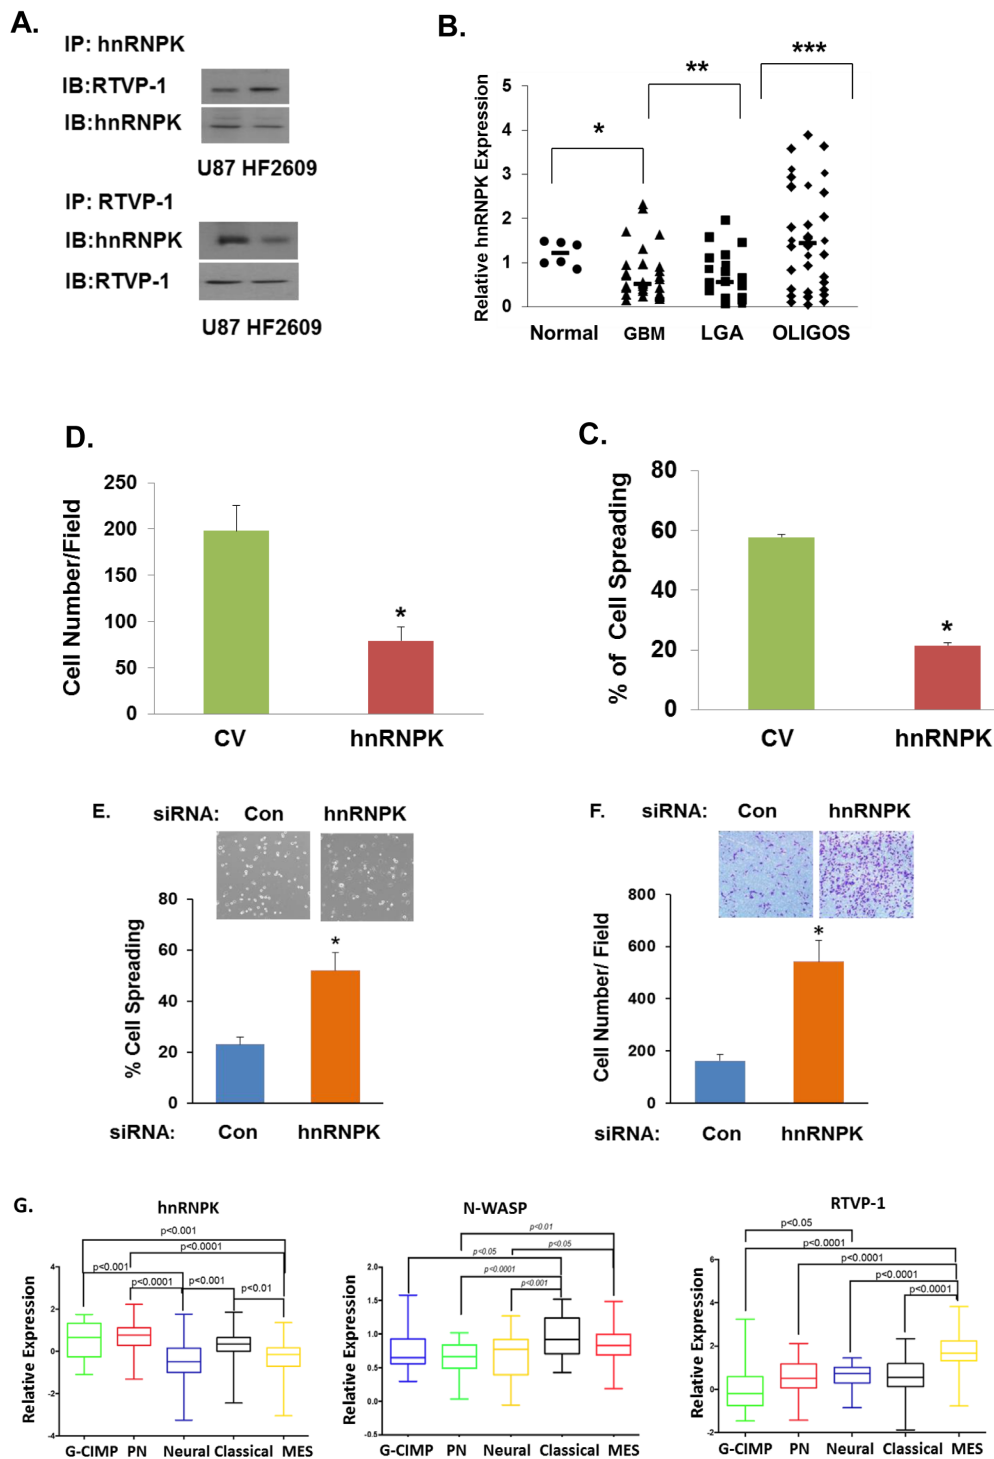 A.
IP: hnRNPK
IB:RTVP-1
IB:hnRNPK
U87 HF2609
IP: RTVP-1
IB:hnRNPK
IB:RTVP-1
U87 HF2609
B.
Relative hnRNPK Expression
5
4
3
2
1
0
*
**
***
Normal
GBM
LGA
OLIGOS
D.
Cell Number/Field
250
200
150
100
50
0
*
CV
hnRNPK
C.
% of Cell Spreading
80
60
40
20
0
*
CV
hnRNPK
E.
siRNA: Con hnRNPK
% Cell Spreading
80
60
40
20
0
*
siRNA: Con hnRNPK
F.
siRNA: Con hnRNPK
Cell Number/ Field
800
600
400
200
0
*
siRNA: Con hnRNPK
G.
hnRNPK
p<0.001
p<0.0001
p<0.001
p<0.0001
p<0.001
p<0.01
Relative Expression
4
2
0
-2
-4
G-CIMP PN Neural Classical MES
N-WASP
p<0.01
p<0.05
p<0.05
p<0.0001
p<0.001
Relative Expression
2.0
1.5
1.0
0.5
0.0
-0.5
G-CIMP PN Neural Classical MES
RTVP-1
p<0.05
p<0.0001
p<0.0001
p<0.0001
p<0.0001
Relative Expression
6
4
2
0
-2
G-CIMP PN Neural Classical MES